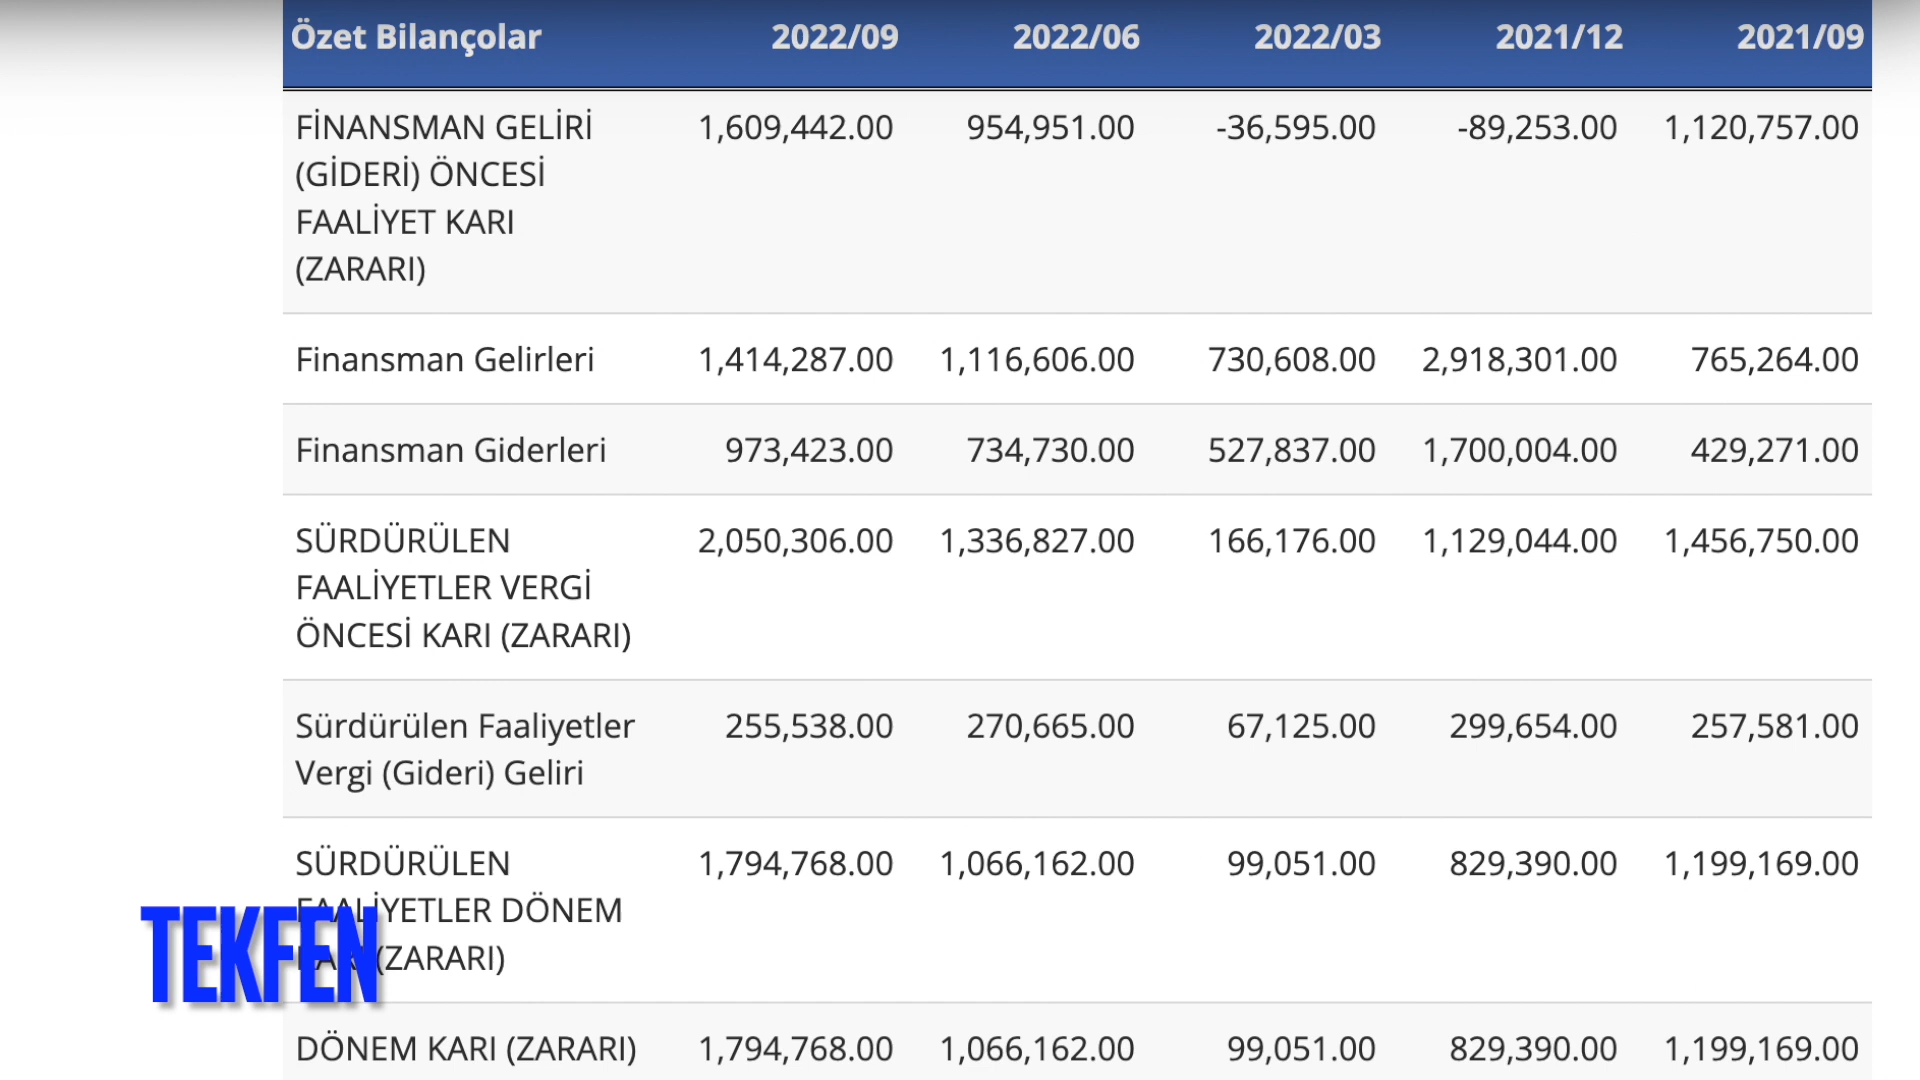 Özet Bilançolar 2022/09 2022/06 2022/03 2021/12 2021/09
FİNANSMAN GELİRİ 1,609,442.00 954,951.00 -36,595.00 -89,253.00 1,120,757.00
(GİDERİ) ÖNCESİ
FAALİYET KARI
(ZARARI)
Finansman Gelirleri 1,414,287.00 1,116,606.00 730,608.00 2,918,301.00 765,264.00
Finansman Giderleri 973,423.00 734,730.00 527,837.00 1,700,004.00 429,271.00
SÜRDÜRÜLEN 2,050,306.00 1,336,827.00 166,176.00 1,129,044.00 1,456,750.00
FAALİYETLER VERGİ
ÖNCESİ KARI (ZARARI)
Sürdürülen Faaliyetler 255,538.00 270,665.00 67,125.00 299,654.00 257,581.00
Vergi (Gideri) Geliri
SÜRDÜRÜLEN 1,794,768.00 1,066,162.00 99,051.00 829,390.00 1,199,169.00
FAALİYETLER DÖNEM
KARI (ZARARI)
TEKFEN
DÖNEM KARI (ZARARI) 1,794,768.00 1,066,162.00 99,051.00 829,390.00 1,199,169.00